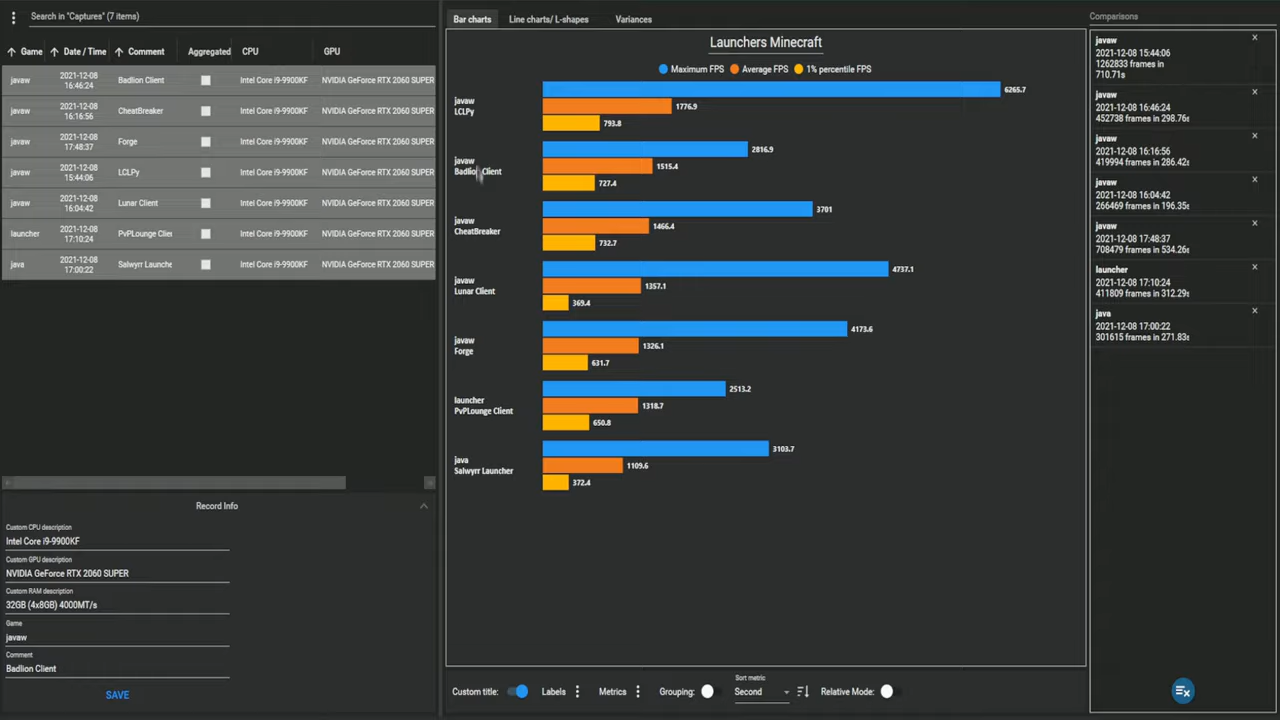 Search in "Captures" (7 items)
Game Date / Time Comment Aggregated CPU GPU
javaw 2021-12-08 16:46:24 Badlion Client Intel Core i9-9900KF NVIDIA GeForce RTX 2060 SUPER
javaw 2021-12-08 16:16:56 CheatBreaker Intel Core i9-9900KF NVIDIA GeForce RTX 2060 SUPER
javaw 2021-12-08 17:48:37 Forge Intel Core i9-9900KF NVIDIA GeForce RTX 2060 SUPER
javaw 2021-12-08 15:44:06 LCLPy Intel Core i9-9900KF NVIDIA GeForce RTX 2060 SUPER
javaw 2021-12-08 16:04:42 Lunar Client Intel Core i9-9900KF NVIDIA GeForce RTX 2060 SUPER
launcher 2021-12-08 17:10:24 PvPLounge Clie Intel Core i9-9900KF NVIDIA GeForce RTX 2060 SUPER
java 2021-12-08 17:00:22 Salwyrr Launche Intel Core i9-9900KF NVIDIA GeForce RTX 2060 SUPER
Record Info
Custom CPU description
Intel Core i9-9900KF
Custom GPU description
NVIDIA GeForce RTX 2060 SUPER
Custom RAM description
32GB (4x8GB) 4000MT/s
Game
javaw
Comment
Badlion Client
SAVE
Bar charts Line charts/ L-shapes Variances
Launchers Minecraft
Maximum FPS Average FPS 1% percentile FPS
javaw
LCLPy
6265.7
1776.9
793.8
javaw
Badlion Client
2816.9
1515.4
727.4
javaw
CheatBreaker
3701
1466.4
732.7
javaw
Lunar Client
4737.1
1357.1
369.4
javaw
Forge
4173.6
1326.1
631.7
launcher
PvPLounge Client
2513.2
1318.7
650.8
java
Salwyrr Launcher
3103.7
1109.6
372.4
Custom title: Labels Metrics Grouping: Sort metric Second Relative Mode:
Comparisons
javaw
2021-12-08 15:44:06
1262833 frames in
710.71s
javaw
2021-12-08 16:46:24
452738 frames in 298.76s
javaw
2021-12-08 16:16:56
419994 frames in 286.42s
javaw
2021-12-08 16:04:42
266469 frames in 196.35s
javaw
2021-12-08 17:48:37
708479 frames in 534.26s
launcher
2021-12-08 17:10:24
411809 frames in 312.29s
java
2021-12-08 17:00:22
301615 frames in 271.83s